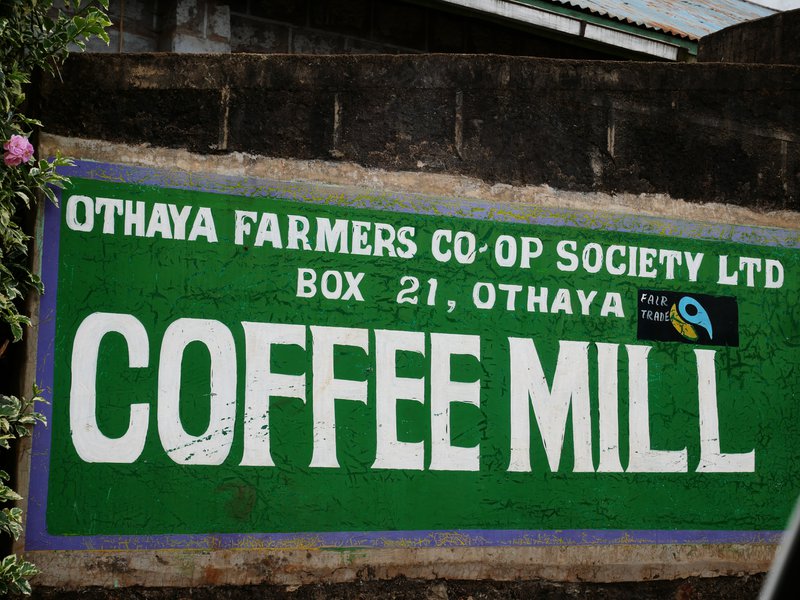 OTHAYA FARMERS CO-OP SOCIETY LTD
BOX 21, OTHAYA
FAIR
TRADE
COFFEE MILL